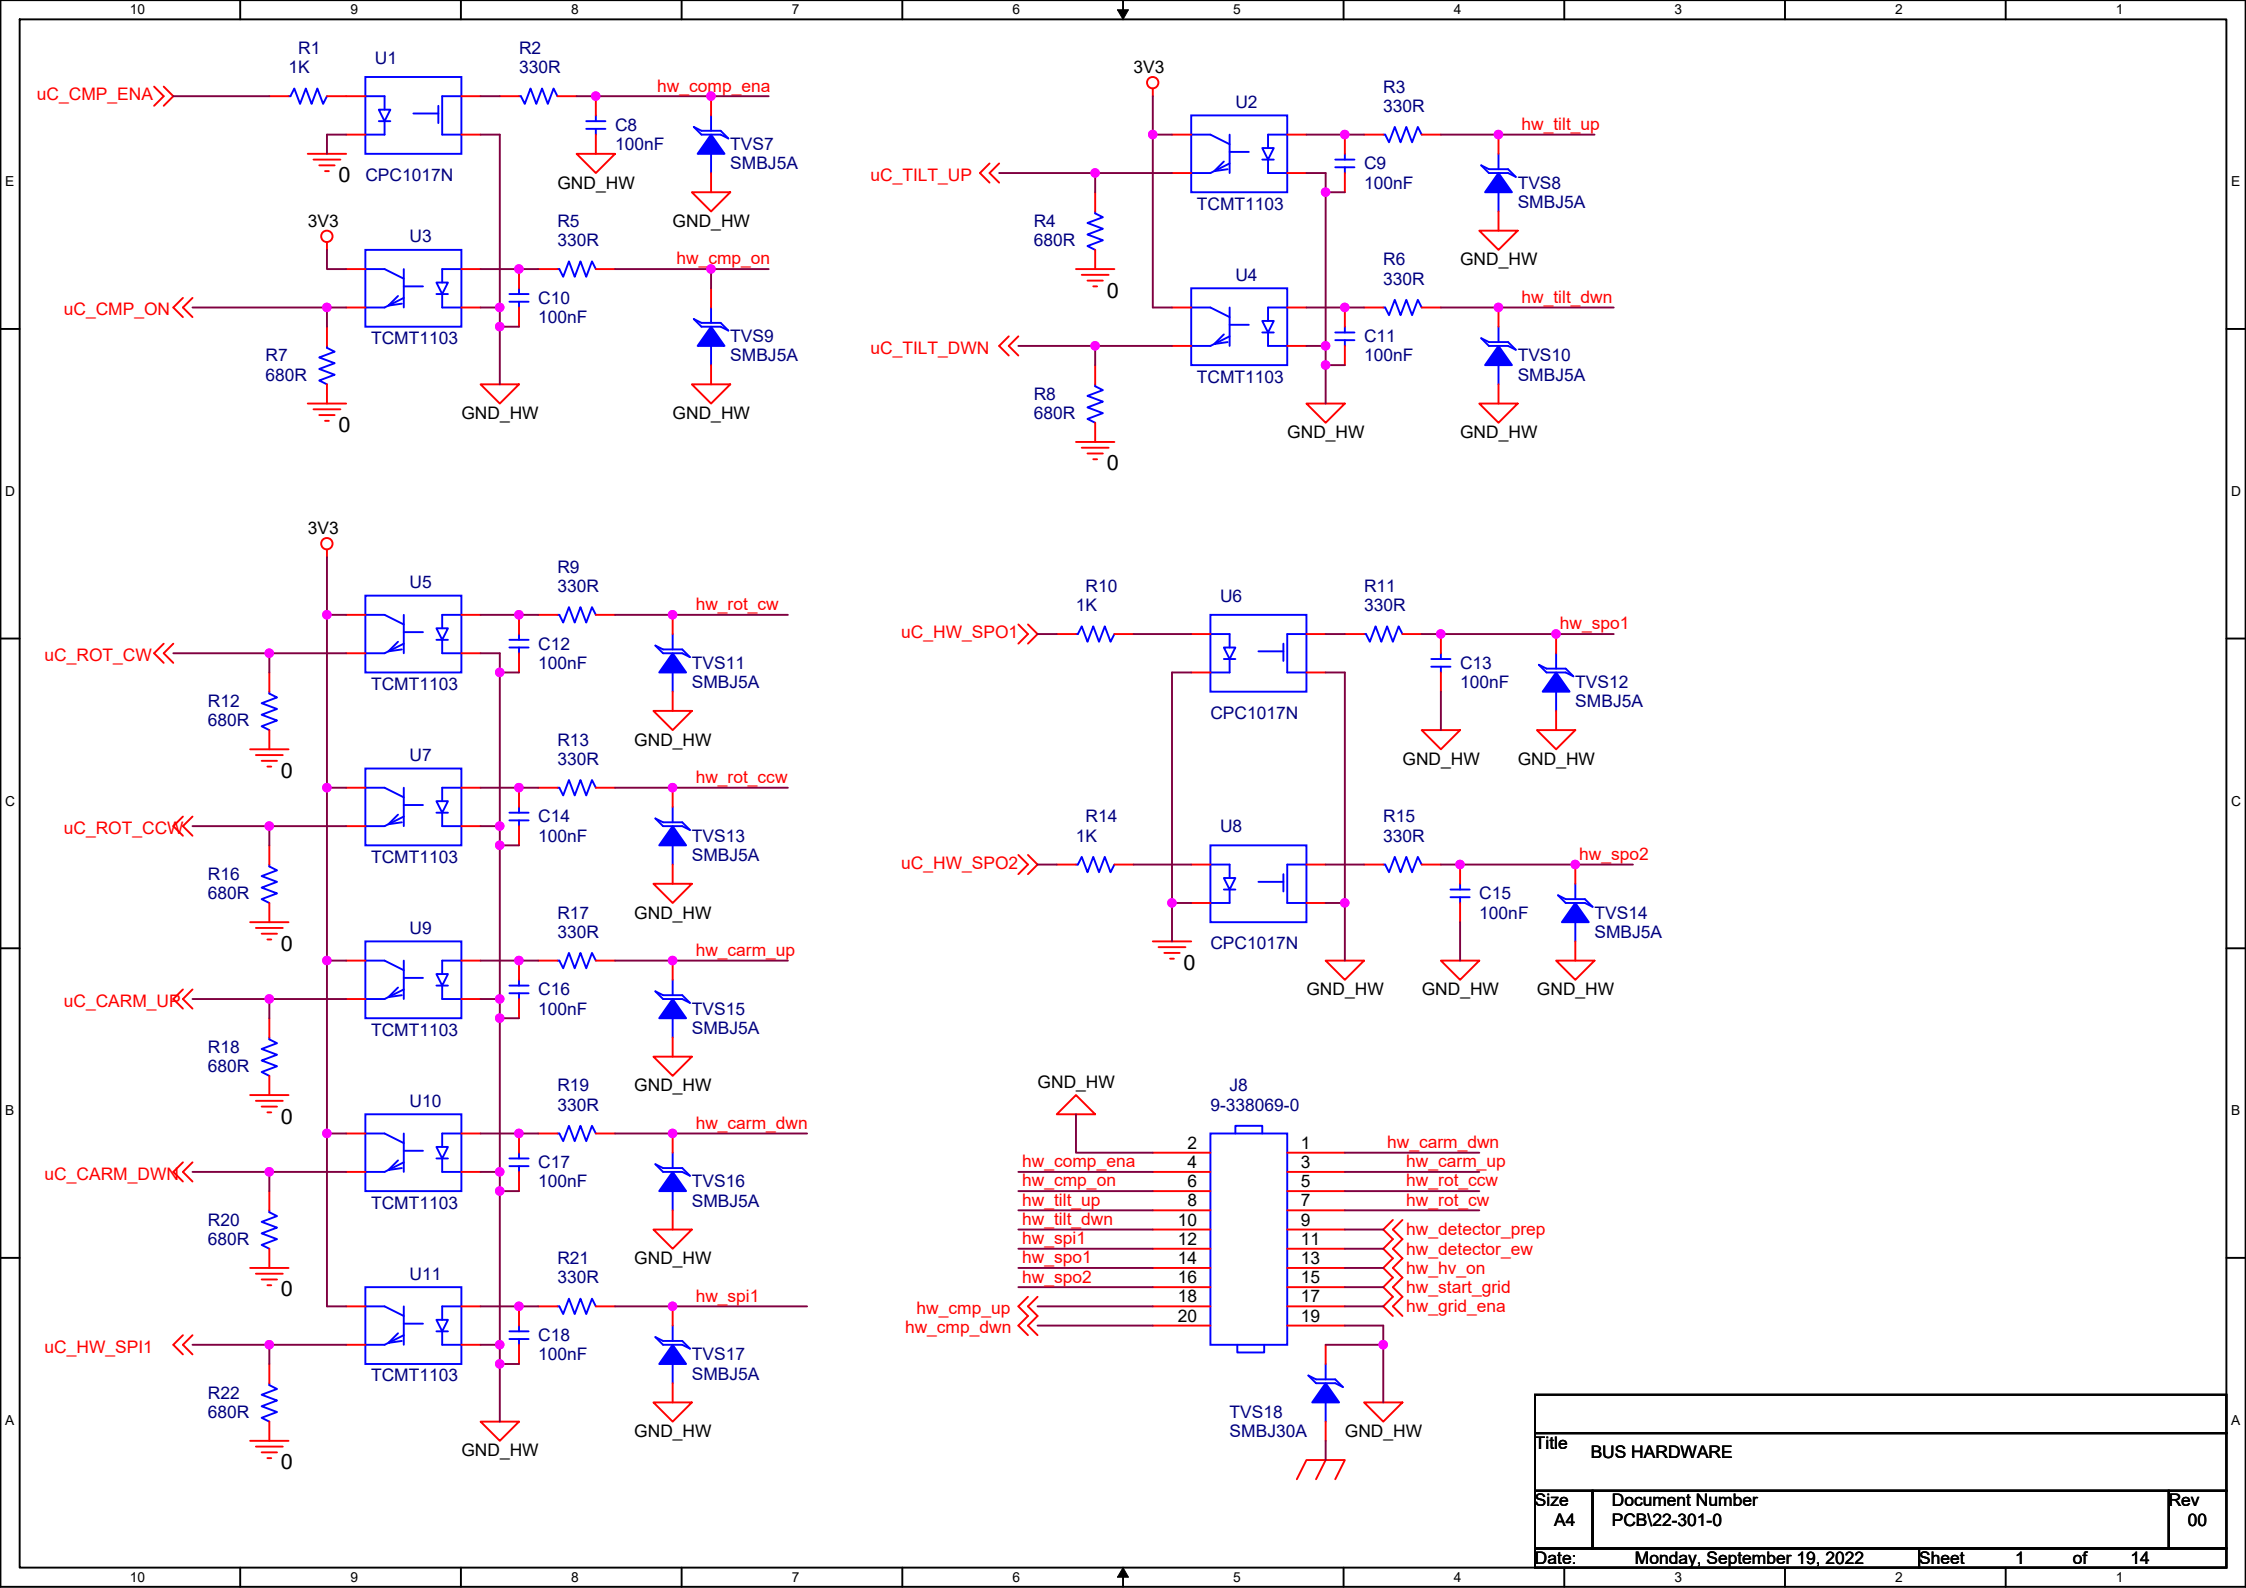 10 9 8 7 6 5 4 3 2 1
E
D
C
B
A
R1
1K
U1
uC_CMP_ENA
0
CPC1017N
R2
330R
hw_comp_ena
C8
100nF
GND_HW
TVS7
SMBJ5A
GND_HW
3V3
U3
uC_CMP_ON
TCMT1103
R7
680R
0
R5
330R
hw_cmp_on
C10
100nF
GND_HW
TVS9
SMBJ5A
GND_HW
3V3
U2
uC_TILT_UP
TCMT1103
R4
680R
0
R3
330R
hw_tilt_up
C9
100nF
TVS8
SMBJ5A
GND_HW
U4
uC_TILT_DWN
TCMT1103
R8
680R
0
R6
330R
hw_tilt_dwn
C11
100nF
GND_HW
TVS10
SMBJ5A
GND_HW
3V3
U5
uC_ROT_CW
TCMT1103
R12
680R
0
R9
330R
hw_rot_cw
C12
100nF
TVS11
SMBJ5A
GND_HW
U7
uC_ROT_CCW
TCMT1103
R16
680R
0
R13
330R
hw_rot_ccw
C14
100nF
TVS13
SMBJ5A
GND_HW
U9
uC_CARM_UP
TCMT1103
R18
680R
0
R17
330R
hw_carm_up
C16
100nF
TVS15
SMBJ5A
GND_HW
U10
uC_CARM_DWN
TCMT1103
R20
680R
0
R19
330R
hw_carm_dwn
C17
100nF
TVS16
SMBJ5A
GND_HW
U11
uC_HW_SPI1
TCMT1103
R22
680R
0
R21
330R
hw_spi1
C18
100nF
GND_HW
TVS17
SMBJ5A
GND_HW
R10
1K
U6
uC_HW_SPO1
CPC1017N
R11
330R
hw_spo1
C13
100nF
GND_HW
TVS12
SMBJ5A
GND_HW
R14
1K
U8
uC_HW_SPO2
CPC1017N
0
R15
330R
hw_spo2
GND_HW
C15
100nF
GND_HW
TVS14
SMBJ5A
GND_HW
GND_HW
J8
9-338069-0
2 1 hw_carm_dwn
hw_comp_ena 4 3 hw_carm_up
hw_cmp_on 6 5 hw_rot_ccw
hw_tilt_up 8 7 hw_rot_cw
hw_tilt_dwn 10 9 hw_detector_prep
hw_spi1 12 11 hw_detector_ew
hw_spo1 14 13 hw_hv_on
hw_spo2 16 15 hw_start_grid
hw_cmp_up 18 17 hw_grid_ena
hw_cmp_dwn 20 19
TVS18
SMBJ30A
GND_HW
Title
BUS HARDWARE
Size
A4
Document Number
PCB\22-301-0
Rev
00
Date: Monday, September 19, 2022 Sheet 1 of 14
E
D
C
B
A
10 9 8 7 6 5 4 3 2 1